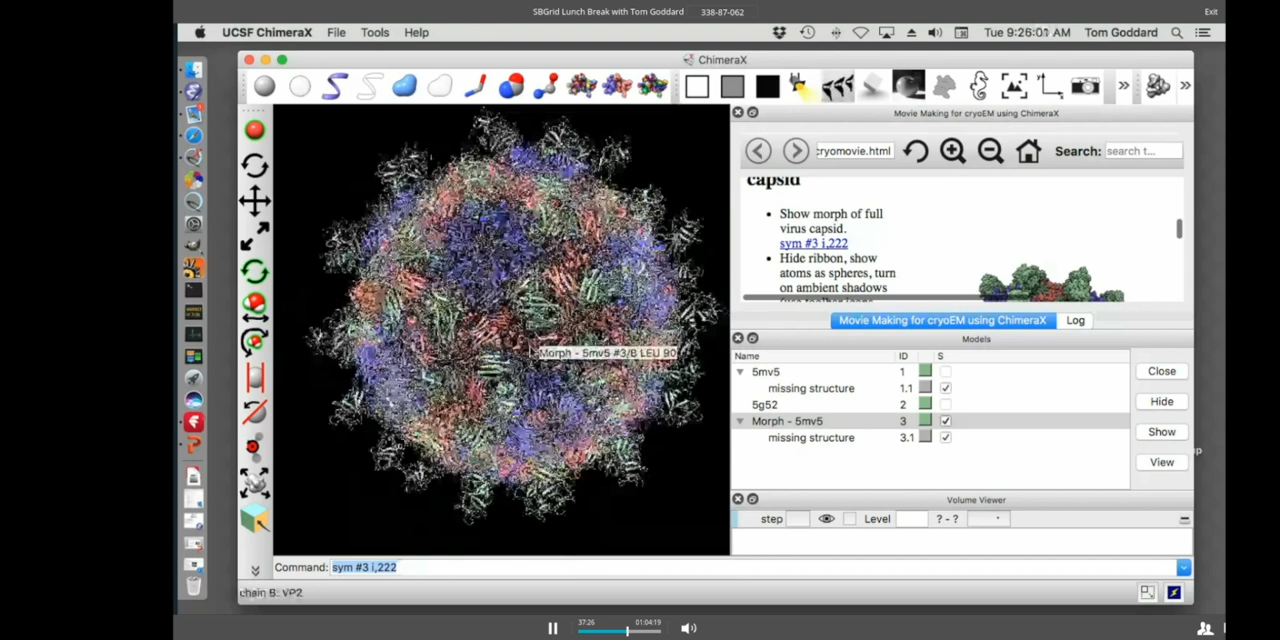 SBGrid Lunch Break with Tom Goddard
338-87-062
Exit
UCSF ChimeraX File Tools Help
Tue 9:26:01 AM Tom Goddard
ChimeraX
Movie Making for cryoEM using ChimeraX
cryomovie.html
Search: search t...
capsid
Show morph of full
virus capsid.
sym #3 i,222
Hide ribbon, show
atoms as spheres, turn
on ambient shadows
Movie Making for cryoEM using ChimeraX Log
Models
Name ID S
5mv5 1
missing structure 1.1
5g52 2
Morph - 5mv5 3
missing structure 3.1
Close
Hide
Show
View
Morph - 5mv5 #3/B LEU 90
Volume Viewer
step Level ? - ?
Command: sym #3 i,222
chain B: VP2
37:26 01:04:19